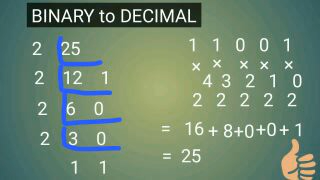 BINARY to DECIMAL
2 25
2 12 1
2 6 0
2 3 0
1 1
1 1 0 0 1
× × × × ×
4 3 2 1 0
2 2 2 2 2
= 16 + 8+0+0+ 1
= 25